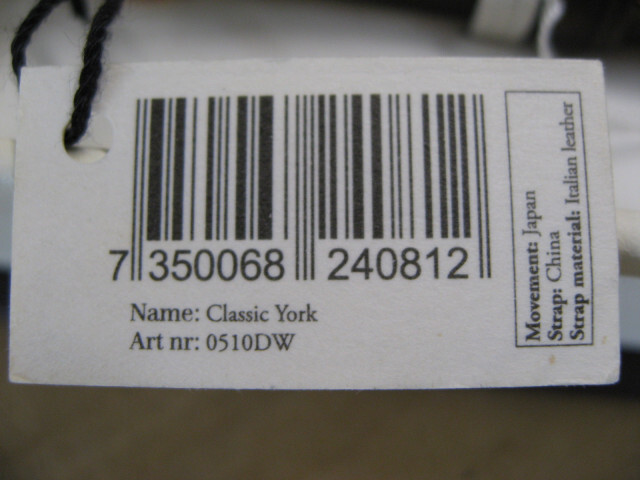 7 350068 240812
Name: Classic York
Art nr: 0510DW
Movement: Japan
Strap: China
Strap material: Italian leather